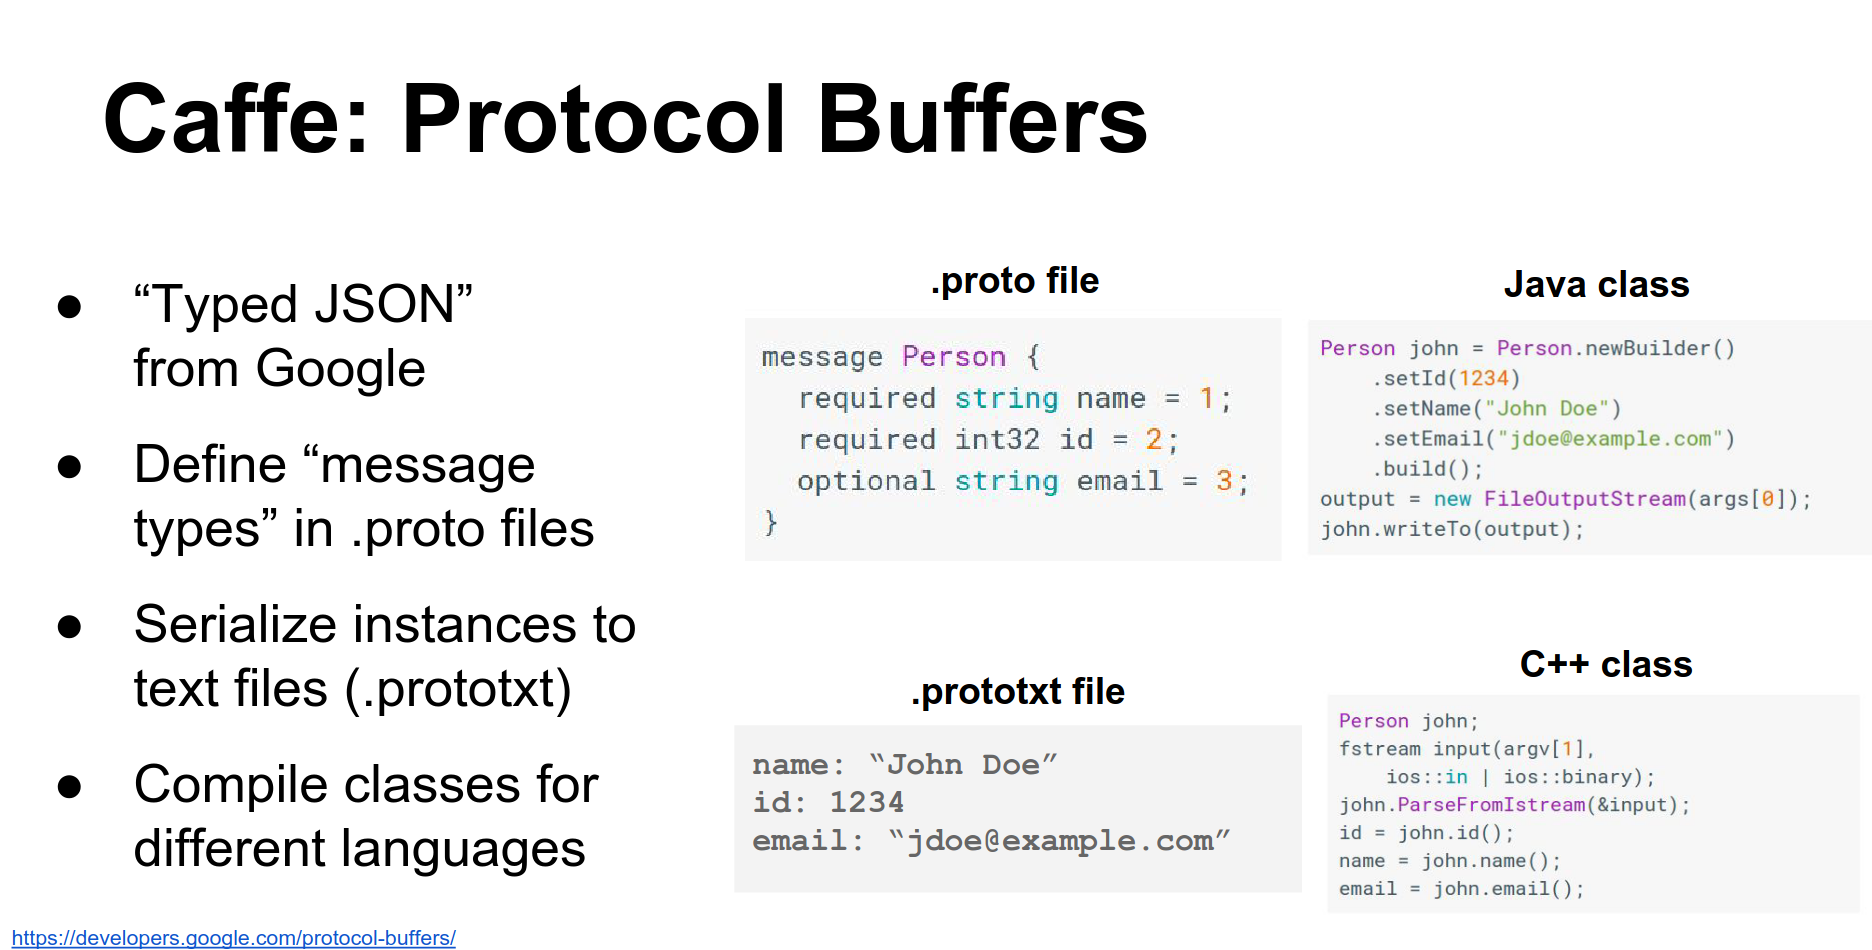 Caffe: Protocol Buffers
● “Typed JSON”
from Google
● Define “message
types” in .proto files
● Serialize instances to
text files (.prototxt)
● Compile classes for
different languages
.proto file
message Person {
  required string name = 1;
  required int32 id = 2;
  optional string email = 3;
}
Java class
Person john = Person.newBuilder()
    .setId(1234)
    .setName("John Doe")
    .setEmail("jdoe@example.com")
    .build();
output = new FileOutputStream(args[0]);
john.writeTo(output);
.prototxt file
name: “John Doe”
id: 1234
email: “jdoe@example.com”
C++ class
Person john;
fstream input(argv[1],
    ios::in | ios::binary);
john.ParseFromIstream(&input);
id = john.id();
name = john.name();
email = john.email();
https://developers.google.com/protocol-buffers/